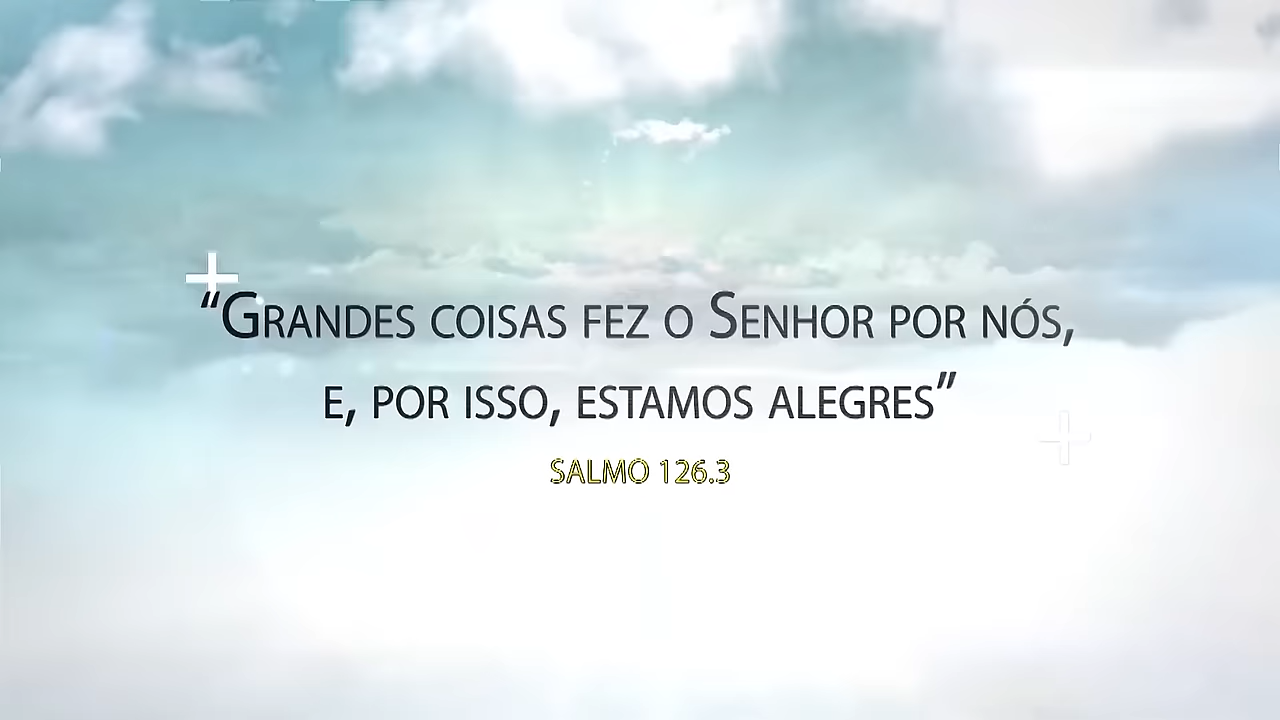 “Grandes coisas fez o Senhor por nós,
e, por isso, estamos alegres”
SALMO 126.3